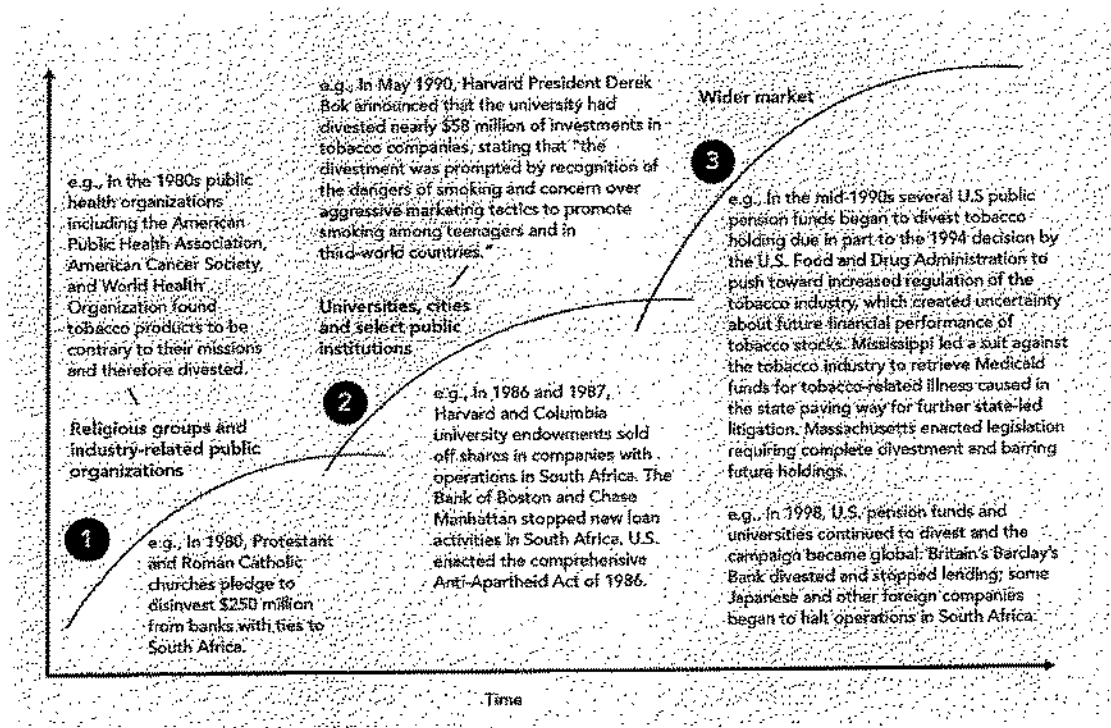 e.g., In the 1980s public
health organizations
including the American
Public Health Association,
American Cancer Society,
and World Health
Organization found
tobacco products to be
contrary to their missions
and therefore divested.
Religious groups and
industry-related public
organizations
1
e.g., In 1980, Protestant
and Roman Catholic
churches pledge to
disinvest $250 million
from banks with ties to
South Africa.
e.g., In May 1990, Harvard President Derek
Bok announced that the university had
divested nearly $58 million of investments in
tobacco companies, stating that "the
divestment was prompted by recognition of
the dangers of smoking and concern over
aggressive marketing tactics to promote
smoking among teenagers and in
third-world countries."
Universities, cities
and select public
institutions
2
e.g., In 1986 and 1987,
Harvard and Columbia
university endowments sold
off shares in companies with
operations in South Africa. The
Bank of Boston and Chase
Manhattan stopped new loan
activities in South Africa, U.S.
enacted the comprehensive
Anti-Apartheid Act of 1986.
Wider market
3
e.g., In the mid-1990s several U.S public
pension funds began to divest tobacco
holding due in part to the 1994 decision by
the U.S. Food and Drug Administration to
push toward increased regulation of the
tobacco industry, which created uncertainty
about future financial performance of
tobacco stocks. Mississippi led a suit against
the tobacco industry to retrieve Medicaid
funds for tobacco-related illness caused in
the state paving way for further state-led
litigation. Massachusetts enacted legislation
requiring complete divestment and barring
future holdings.
e.g., In 1998, U.S. pension funds and
universities continued to divest and the
campaign became global: Britain's Barclay's
Bank divested and stopped lending; some
Japanese and other foreign companies
began to halt operations in South Africa.
Time